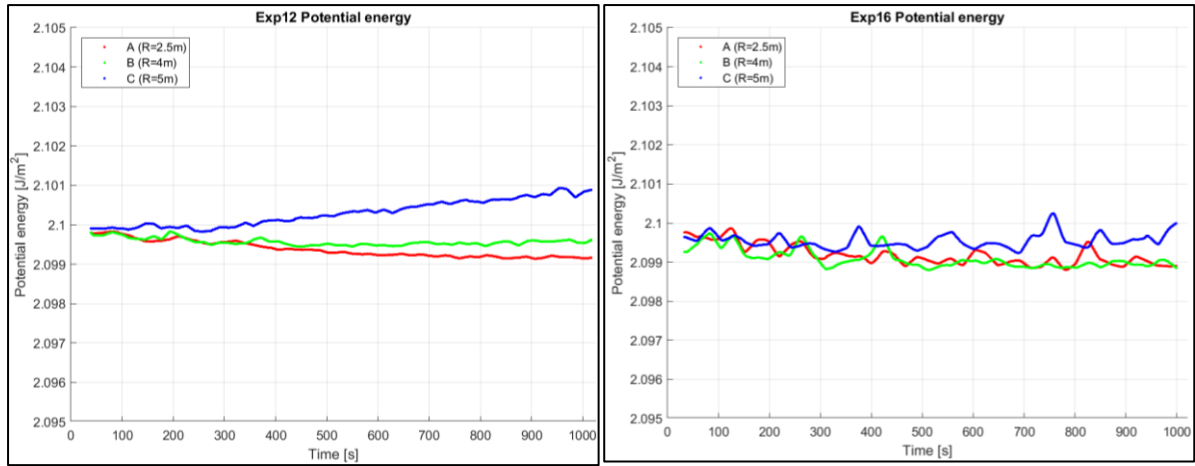 Exp12 Potential energy
2.105
2.104
2.103
2.102
2.101
2.1
2.099
2.098
2.097
2.096
2.095
Potential energy [J/m²]
A (R=2.5m)
B (R=4m)
C (R=5m)
0 100 200 300 400 500 600 700 800 900 1000
Time [s]
Exp16 Potential energy
2.105
2.104
2.103
2.102
2.101
2.1
2.099
2.098
2.097
2.096
2.095
Potential energy [J/m²]
A (R=2.5m)
B (R=4m)
C (R=5m)
0 100 200 300 400 500 600 700 800 900 1000
Time [s]